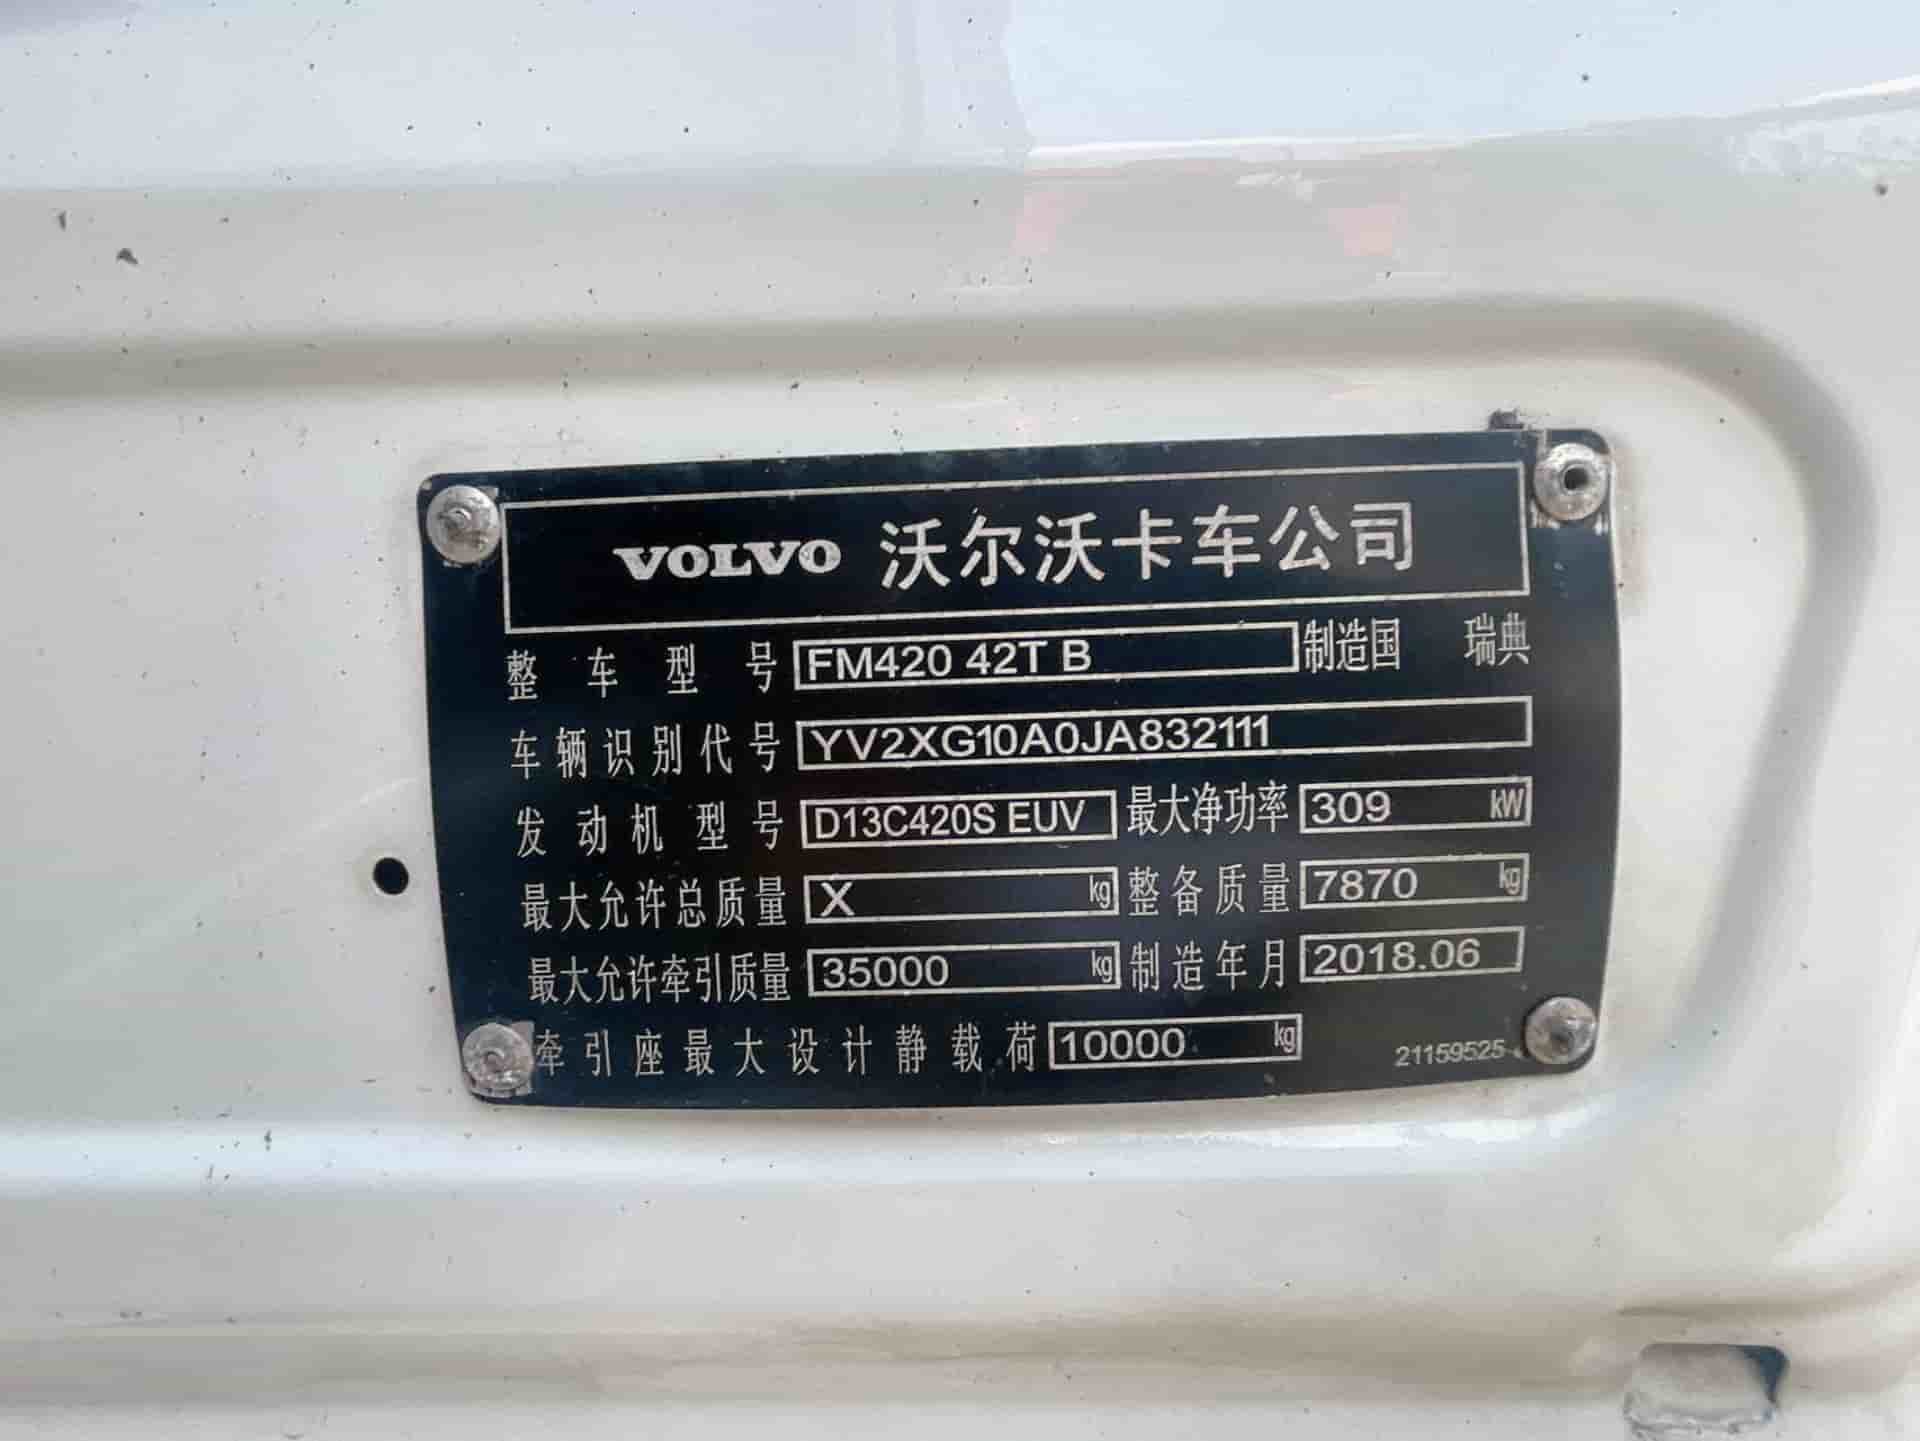 VOLVO 沃尔沃卡车公司
整车型号 FM420 42T B 制造国 瑞典
车辆识别代号 YV2XG10A0JA832111
发动机型号 D13C420S EUV 最大净功率 309 kW
最大允许总质量 X kg 整备质量 7870 kg
最大允许牵引质量 35000 kg 制造年月 2018.06
牵引座最大设计静载荷 10000 kg 21159525